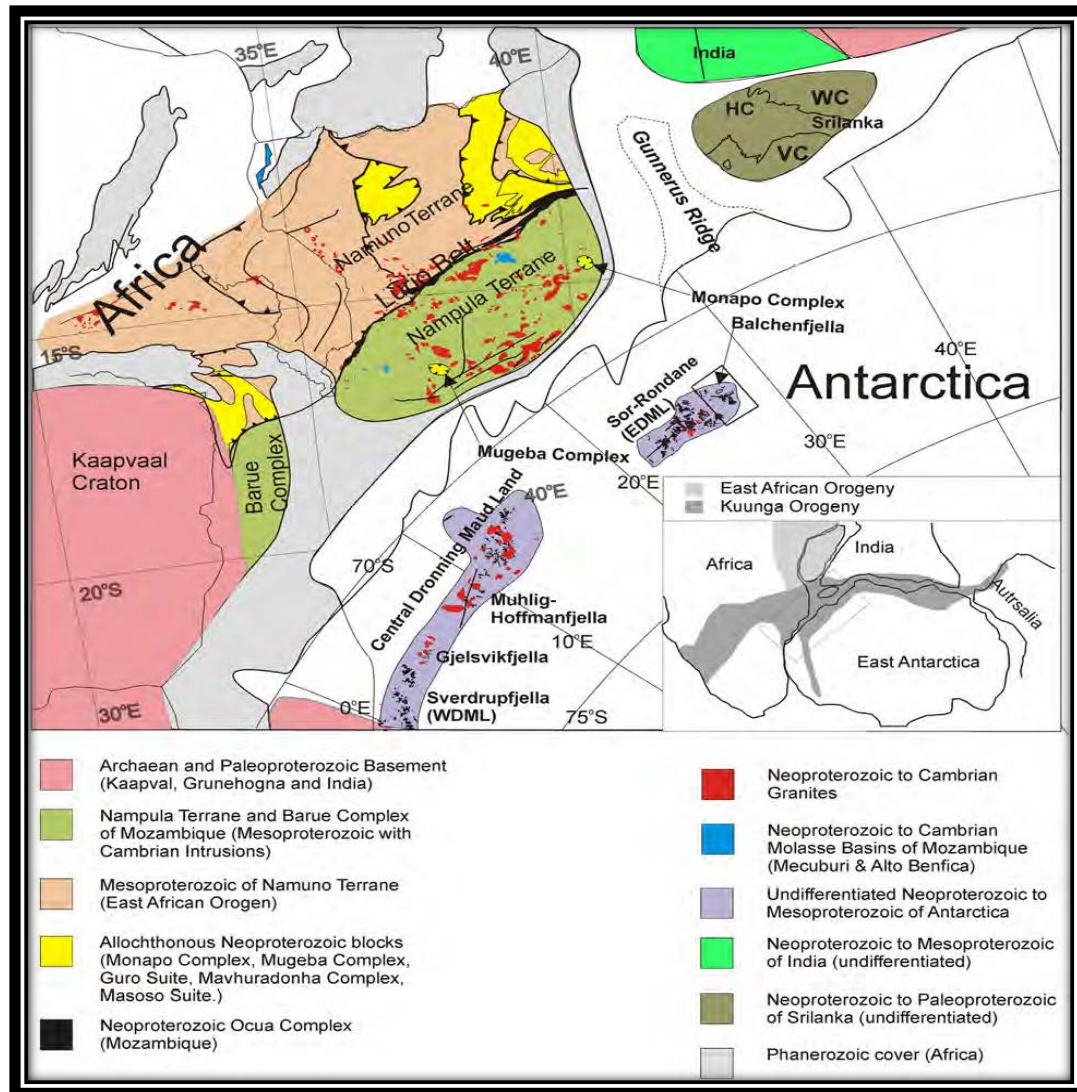 35°E
40°E
India
HC
WC
Srilanka
VC
Gunnerus Ridge
Africa
Namuno Terrane
Lurio Belt
Nampula Terrane
Monapo Complex
Balchenfjella
15°S
40°E
Antarctica
Sor-Rondane
(EDML)
30°E
Mugeba Complex
20°E
Kaapvaal
Craton
Barue
Complex
40°E
Central Dronning Maud Land
70°S
20°S
Muhlig-
Hoffmanfjella
10°E
Gjelsvikfjella
Sverdrupfjella
(WDML)
0°E
75°S
30°E
East African Orogeny
Kuunga Orogeny
Africa
India
Autrsalia
East Antarctica
Archaean and Paleoproterozoic Basement
(Kaapval, Grunehogna and India)
Nampula Terrane and Barue Complex
of Mozambique (Mesoproterozoic with
Cambrian Intrusions)
Mesoproterozoic of Namuno Terrane
(East African Orogen)
Allochthonous Neoproterozoic blocks
(Monapo Complex, Mugeba Complex,
Guro Suite, Mavhuradonha Complex,
Masoso Suite.)
Neoproterozoic Ocua Complex
(Mozambique)
Neoproterozoic to Cambrian
Granites
Neoproterozoic to Cambrian
Molasse Basins of Mozambique
(Mecuburi & Alto Benfica)
Undifferentiated Neoproterozoic to
Mesoproterozoic of Antarctica
Neoproterozoic to Mesoproterozoic
of India (undifferentiated)
Neoproterozoic to Paleoproterozoic
of Srilanka (undifferentiated)
Phanerozoic cover (Africa)